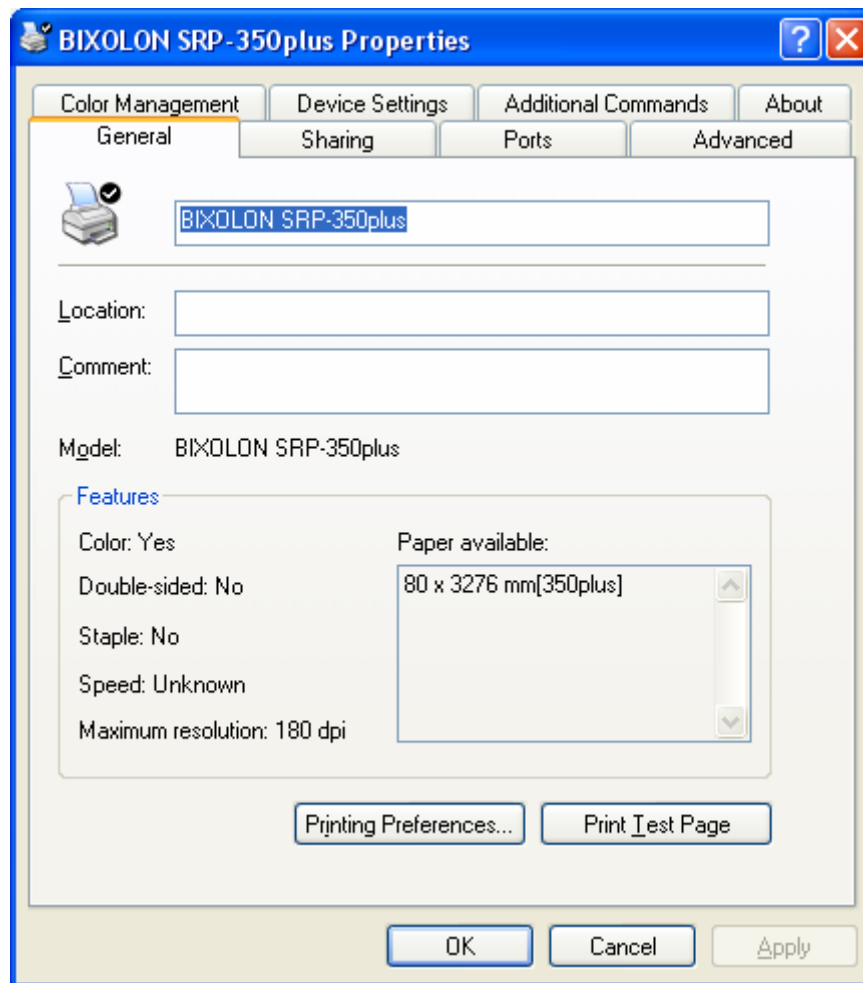 BIXOLON SRP-350plus Properties
Color Management Device Settings Additional Commands About
General Sharing Ports Advanced
BIXOLON SRP-350plus
Location:
Comment:
Model: BIXOLON SRP-350plus
Features
Color: Yes Paper available:
Double-sided: No 80 x 3276 mm[350plus]
Staple: No
Speed: Unknown
Maximum resolution: 180 dpi
Printing Preferences... Print Test Page
OK Cancel Apply